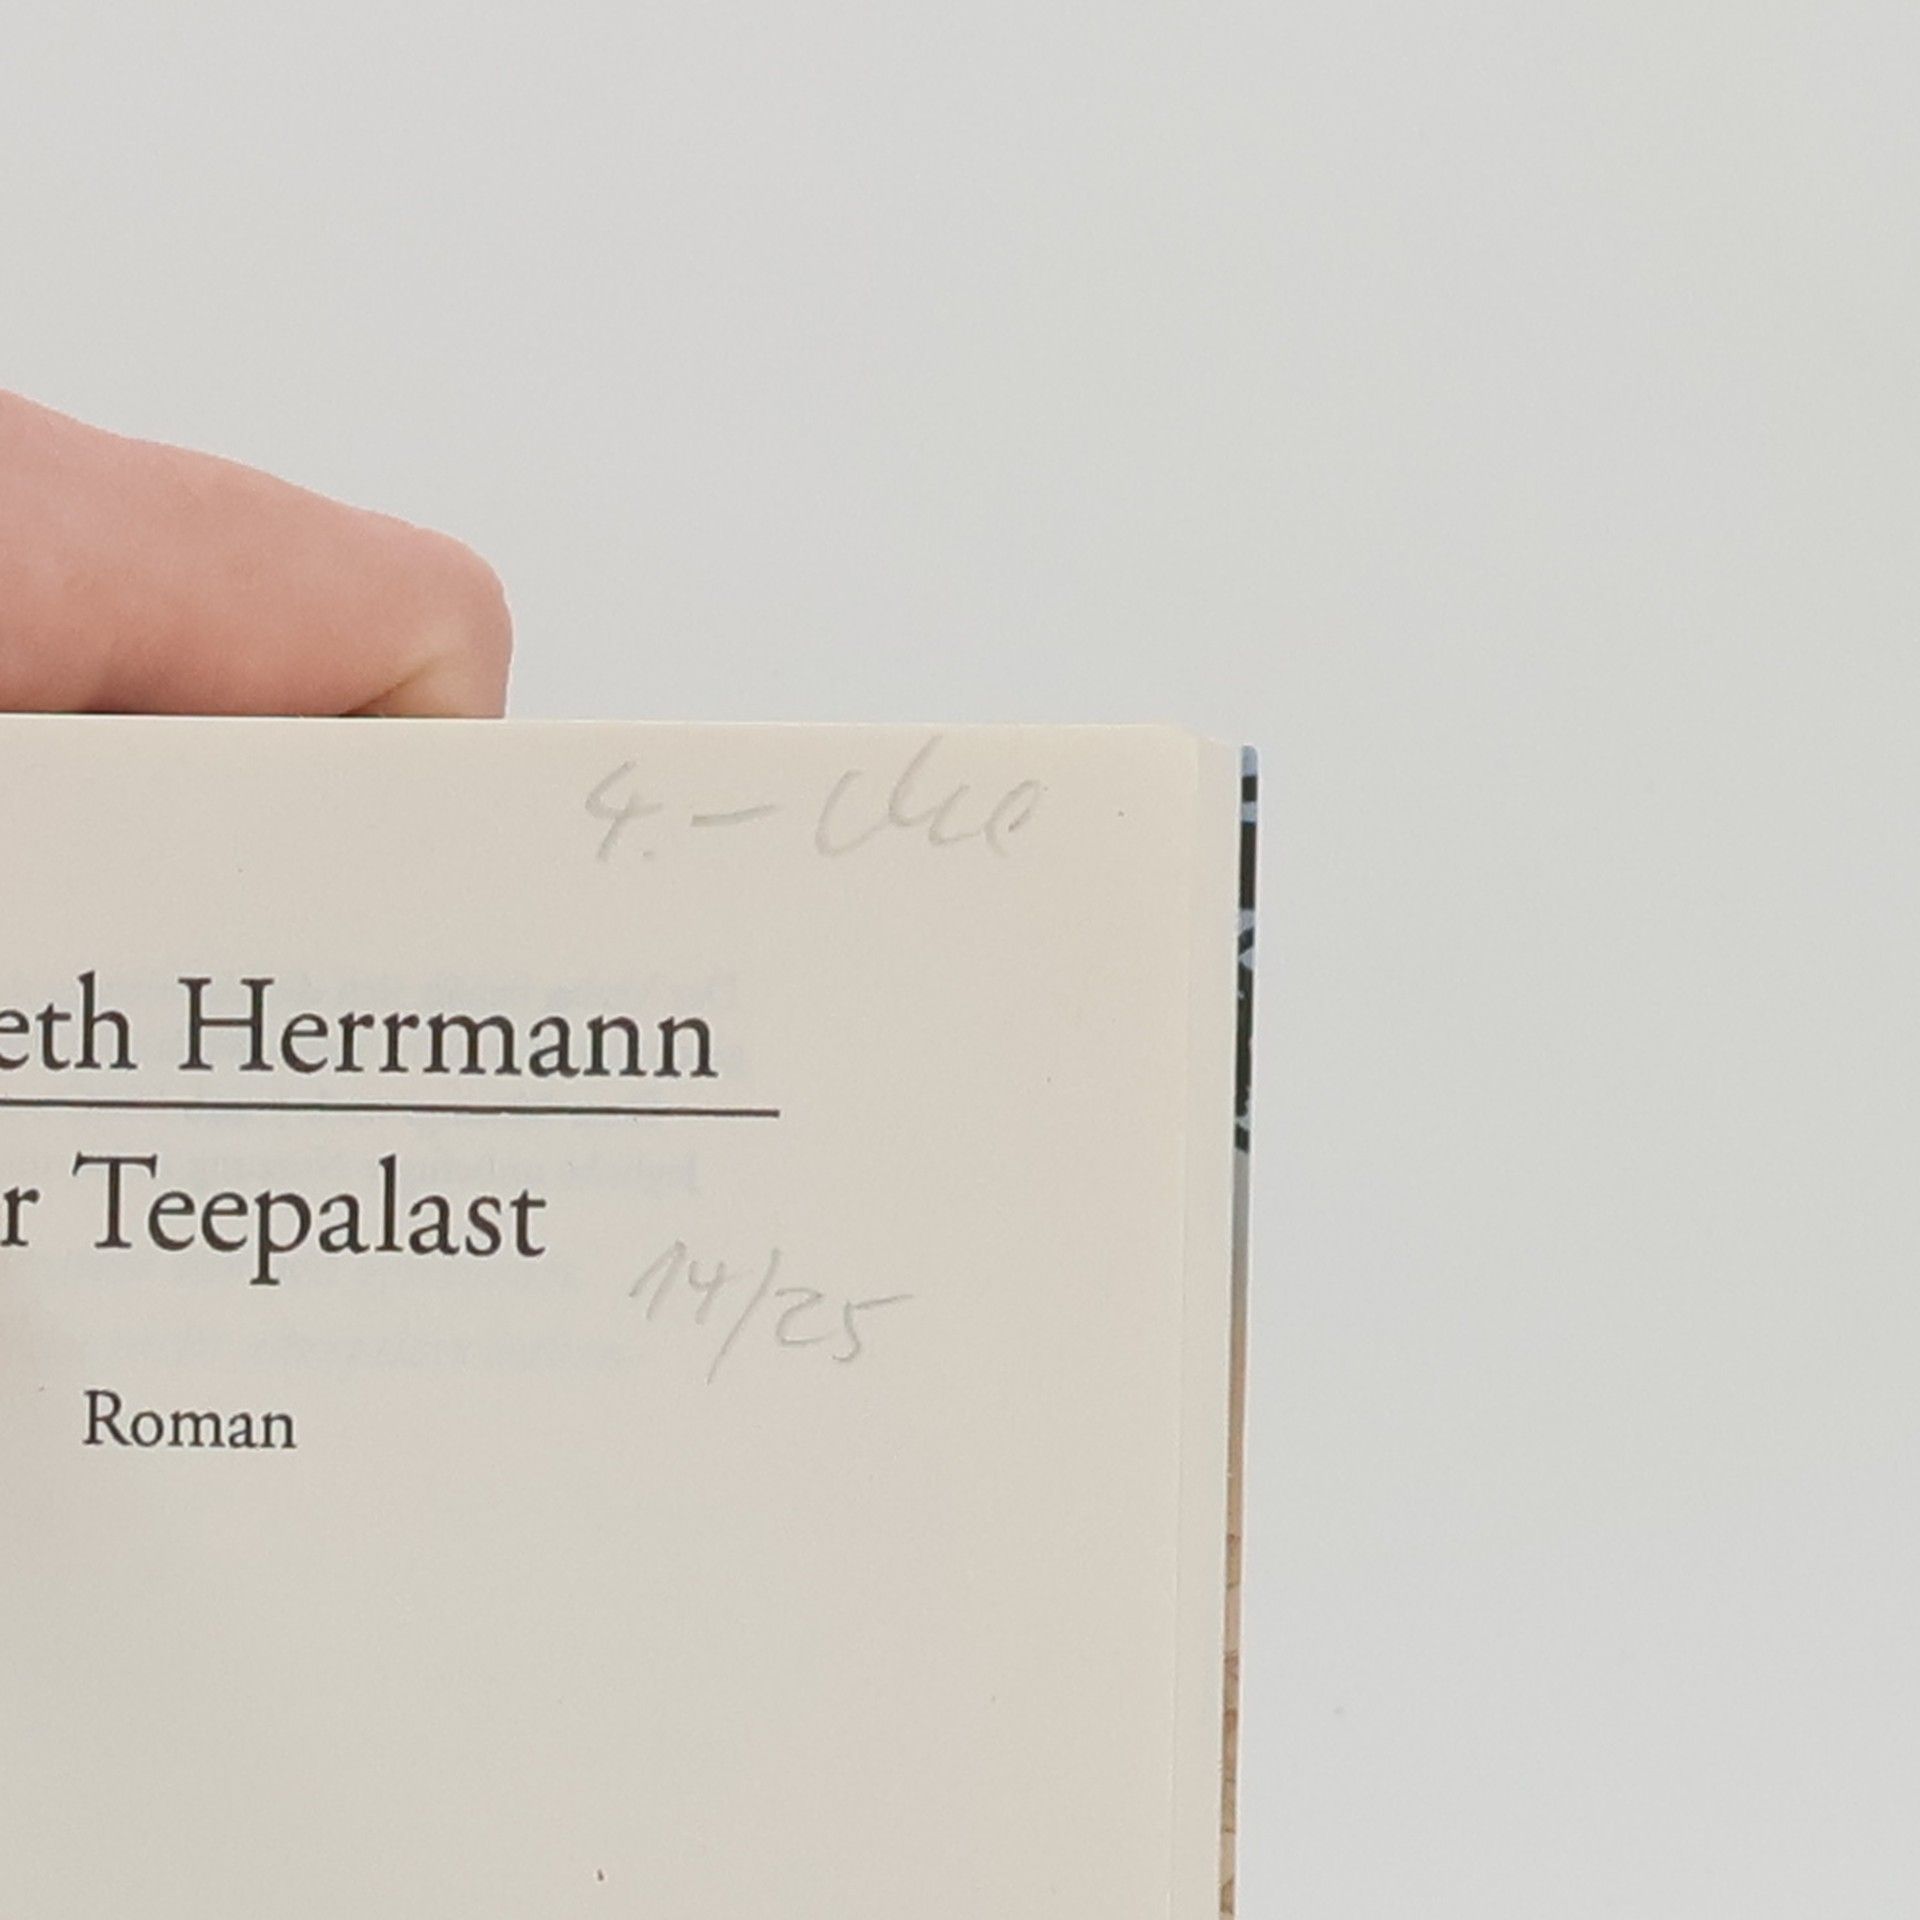 4.-
eth Herrmann
r Teepalast
14/25
Roman